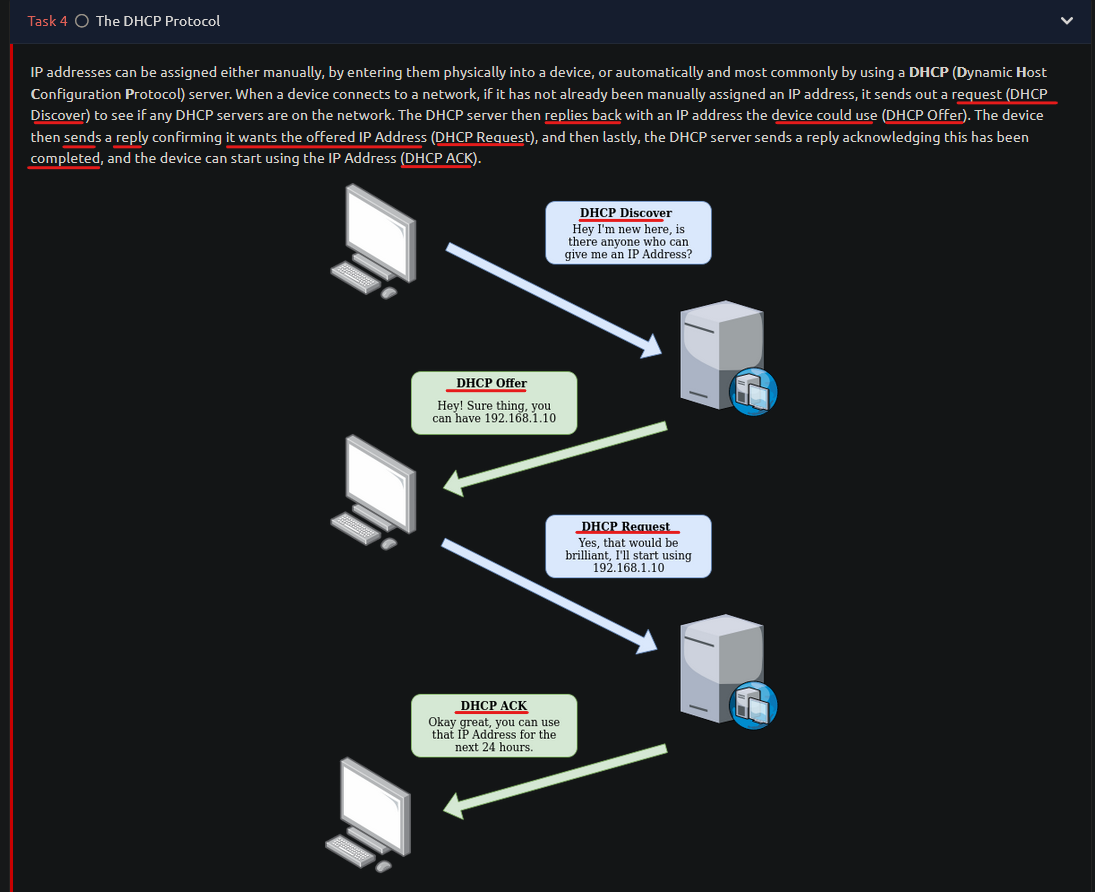 Task 4 The DHCP Protocol
IP addresses can be assigned either manually, by entering them physically into a device, or automatically and most commonly by using a DHCP (Dynamic Host
Configuration Protocol) server. When a device connects to a network, if it has not already been manually assigned an IP address, it sends out a request (DHCP
Discover) to see if any DHCP servers are on the network. The DHCP server then replies back with an IP address the device could use (DHCP Offer). The device
then sends a reply confirming it wants the offered IP Address (DHCP Request), and then lastly, the DHCP server sends a reply acknowledging this has been
completed, and the device can start using the IP Address (DHCP ACK).
DHCP Discover
Hey I'm new here, is
there anyone who can
give me an IP Address?
DHCP Offer
Hey! Sure thing, you
can have 192.168.1.10
DHCP Request
Yes, that would be
brilliant, I'll start using
192.168.1.10
DHCP ACK
Okay great, you can use
that IP Address for the
next 24 hours.